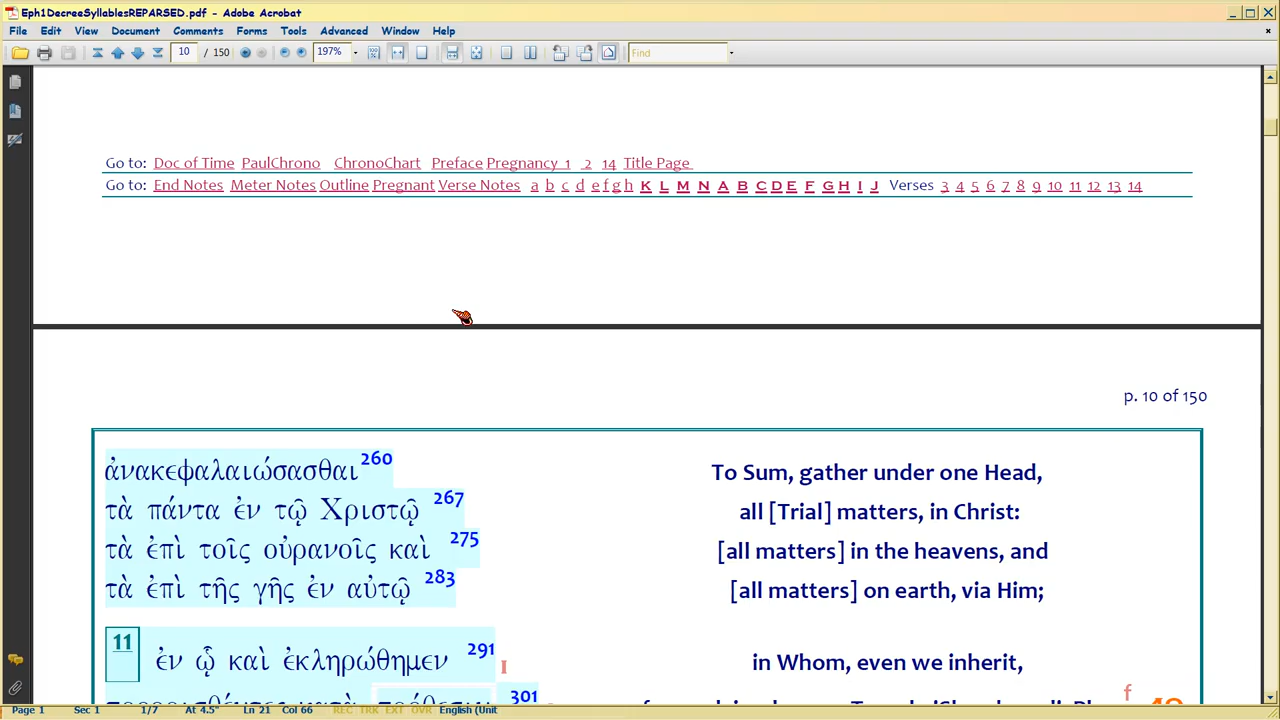 Eph1DecreeSyllablesREPARSED.pdf - Adobe Acrobat
File Edit View Document Comments Forms Tools Advanced Window Help
10 / 150 197% Find
Go to: Doc of Time PaulChrono ChronoChart Preface Pregnancy 1 2 14 Title Page
Go to: End Notes Meter Notes Outline Pregnant Verse Notes a b c d e f g h K L M N A B C D E F G H I J Verses 3 4 5 6 7 8 9 10 11 12 13 14
p. 10 of 150
ἀνακεφαλαιώσασθαι 260 To Sum, gather under one Head,
τὰ πάντα ἐν τῷ Χριστῷ 267 all [Trial] matters, in Christ:
τὰ ἐπὶ τοῖς οὐρανοῖς καὶ 275 [all matters] in the heavens, and
τὰ ἐπὶ τῆς γῆς ἐν αὐτῷ 283 [all matters] on earth, via Him;
11 ἐν ᾧ καὶ ἐκληρώθημεν 291 I in Whom, even we inherit,
301 f
Page 1 Sec 1 1/7 At 4.5" Ln 21 Col 66 REC TRK EXT OVR English (Unit